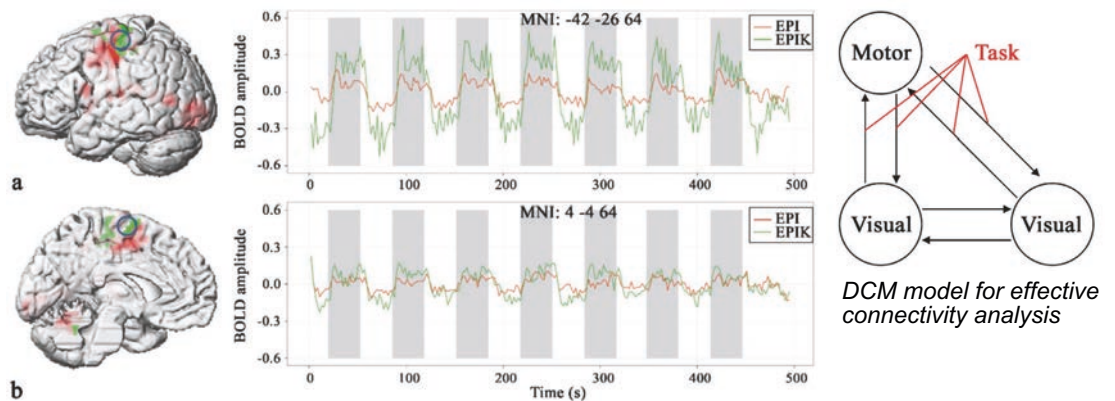 a
0.6
0.3
0.0
-0.3
-0.6
BOLD amplitude
MNI: -42 -26 64
EPI
EPIK
0 100 200 300 400 500
b
0.6
0.3
0.0
-0.3
-0.6
BOLD amplitude
MNI: 4 -4 64
EPI
EPIK
0 100 200 300 400 500
Time (s)
Motor
Task
Visual
Visual
DCM model for effective
connectivity analysis